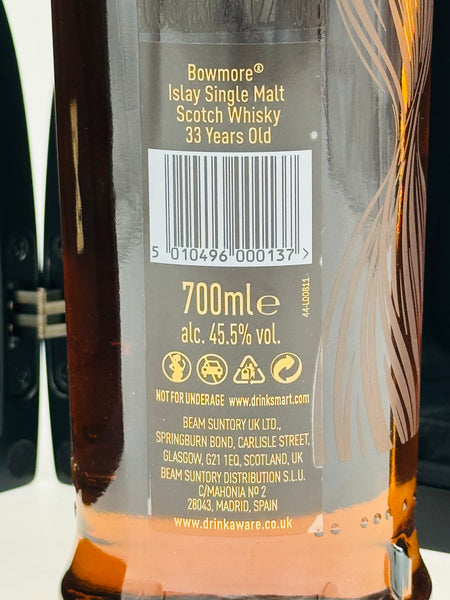 Bowmore®
Islay Single Malt
Scotch Whisky
33 Years Old
5 010496 000137 >
700ml ℮
44-L00811.
alc. 45.5% vol.
NOT FOR UNDERAGE www.drinksmart.com
BEAM SUNTORY UK LTD.,
SPRINGBURN BOND, CARLISLE STREET,
GLASGOW, G21 1EQ, SCOTLAND, UK
BEAM SUNTORY DISTRIBUTION S.L.U.
C/MAHONIA Nº 2
28043, MADRID, SPAIN
www.drinkaware.co.uk